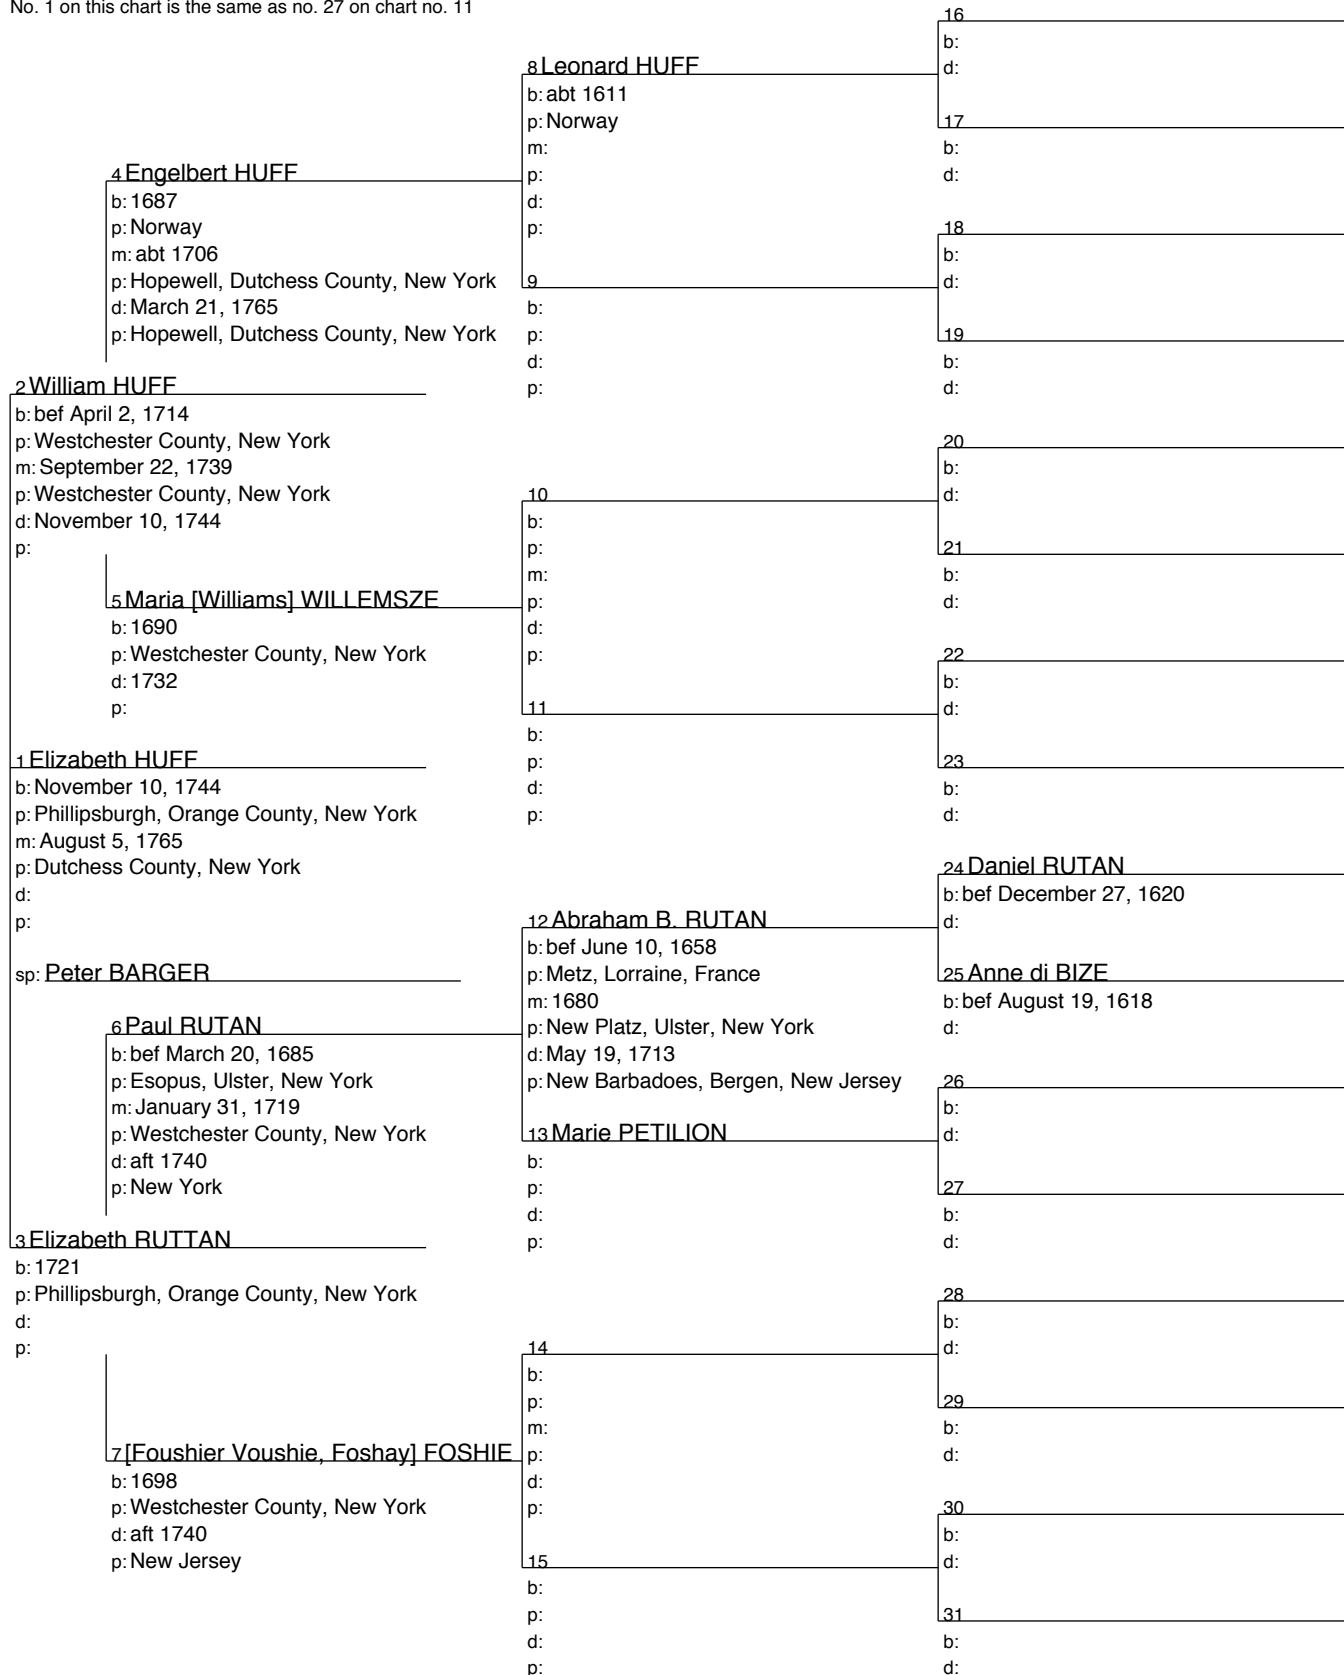 No. 1 on this chart is the same as no. 27 on chart no. 11
2 William HUFF
b: bef April 2, 1714
p: Westchester County, New York
m: September 22, 1739
p: Westchester County, New York
d: November 10, 1744
p:
1 Elizabeth HUFF
b: November 10, 1744
p: Phillipsburgh, Orange County, New York
m: August 5, 1765
p: Dutchess County, New York
d:
p:
sp: Peter BARGER
3 Elizabeth RUTTAN
b: 1721
p: Phillipsburgh, Orange County, New York
d:
p:
4 Engelbert HUFF
b: 1687
p: Norway
m: abt 1706
p: Hopewell, Dutchess County, New York
d: March 21, 1765
p: Hopewell, Dutchess County, New York
5 Maria [Williams] WILLEMSZE
b: 1690
p: Westchester County, New York
d: 1732
p:
6 Paul RUTAN
b: bef March 20, 1685
p: Esopus, Ulster, New York
m: January 31, 1719
p: Westchester County, New York
d: aft 1740
p: New York
7 [Foushier Voushie, Foshay] FOSHIE
b: 1698
p: Westchester County, New York
d: aft 1740
p: New Jersey
8 Leonard HUFF
b: abt 1611
p: Norway
m:
p:
d:
p:
9
b:
p:
d:
p:
10
b:
p:
m:
p:
d:
p:
11
b:
p:
d:
p:
12 Abraham B. RUTAN
b: bef June 10, 1658
p: Metz, Lorraine, France
m: 1680
p: New Platz, Ulster, New York
d: May 19, 1713
p: New Barbadoes, Bergen, New Jersey
13 Marie PETILION
b:
p:
d:
p:
14
b:
p:
m:
p:
d:
p:
15
b:
p:
d:
p:
16
b:
d:
17
b:
d:
18
b:
d:
19
b:
d:
20
b:
d:
21
b:
d:
22
b:
d:
23
b:
d:
24 Daniel RUTAN
b: bef December 27, 1620
d:
25 Anne di BIZE
b: bef August 19, 1618
d:
26
b:
d:
27
b:
d:
28
b:
d:
29
b:
d:
30
b:
d:
31
b:
d: